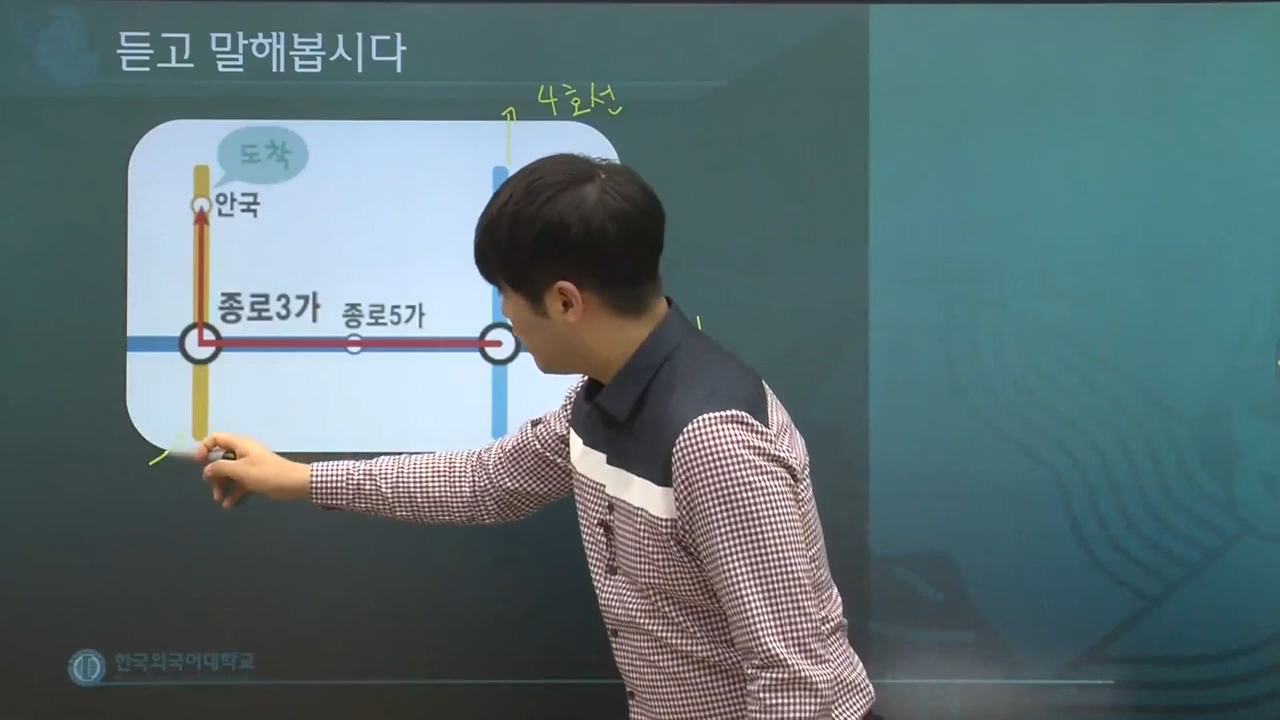 듣고 말해봅시다
4호선
도착
안국
종로3가
종로5가
한국외국어대학교